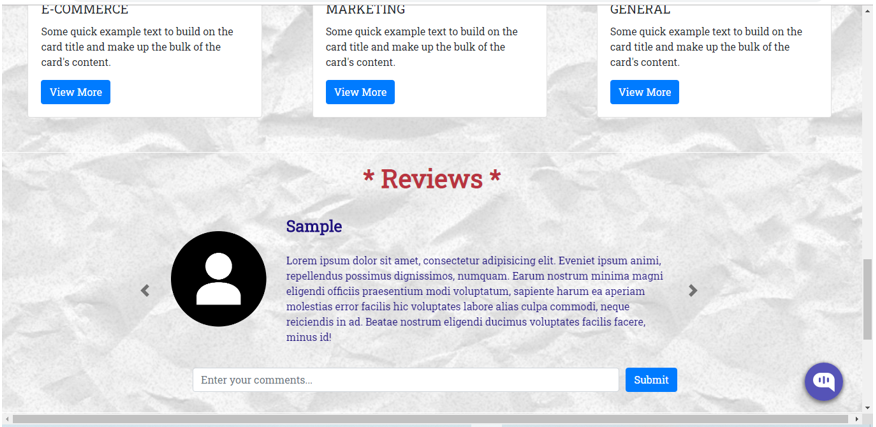 E-COMMERCE
Some quick example text to build on the
card title and make up the bulk of the
card's content.
View More
MARKETING
Some quick example text to build on the
card title and make up the bulk of the
card's content.
View More
GENERAL
Some quick example text to build on the
card title and make up the bulk of the
card's content.
View More
* Reviews *
Sample
Lorem ipsum dolor sit amet, consectetur adipisicing elit. Eveniet ipsum animi,
repellendus possimus dignissimos, numquam. Earum nostrum minima magni
eligendi officiis praesentium modi voluptatum, sapiente harum ea aperiam
molestias error facilis hic voluptates labore alias culpa commodi, neque
reiciendis in ad. Beatae nostrum eligendi ducimus voluptates facilis facere,
minus id!
Enter your comments...
Submit